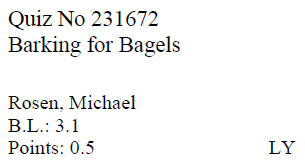 Quiz No 231672
Barking for Bagels
Rosen, Michael
B.L.: 3.1
Points: 0.5 LY